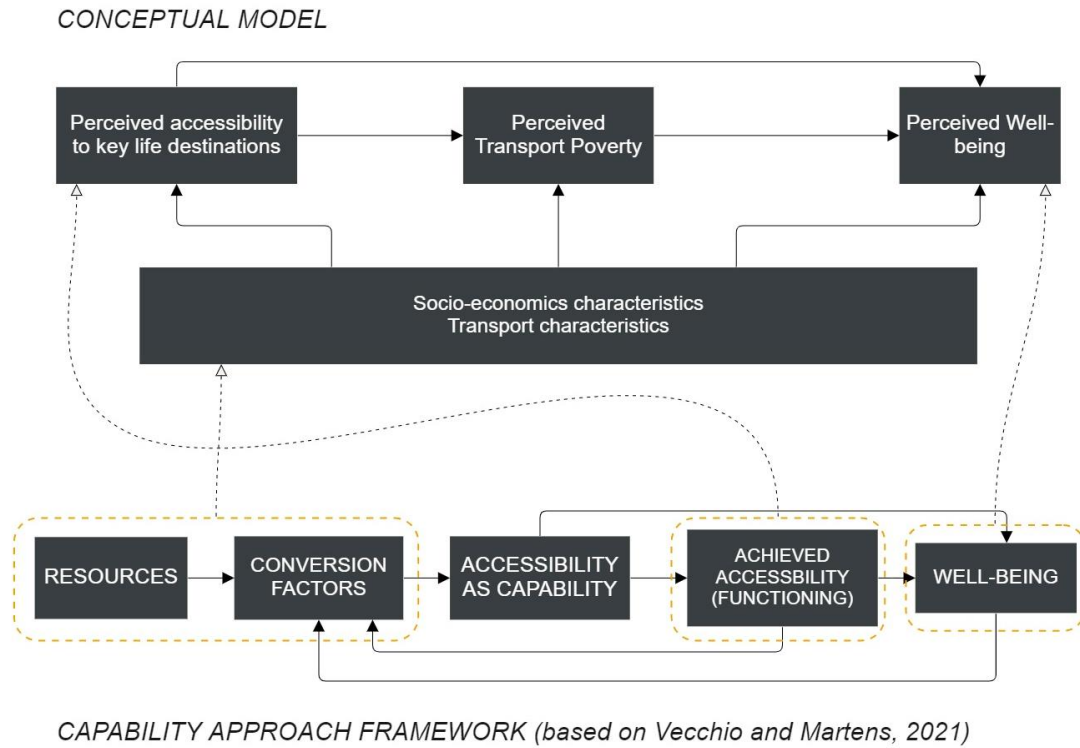 CONCEPTUAL MODEL
Perceived accessibility
to key life destinations
Perceived
Transport Poverty
Perceived Well-
being
Socio-economics characteristics
Transport characteristics
RESOURCES
CONVERSION
FACTORS
ACCESSIBILITY
AS CAPABILITY
ACHIEVED
ACCESSBILITY
(FUNCTIONING)
WELL-BEING
CAPABILITY APPROACH FRAMEWORK (based on Vecchio and Martens, 2021)